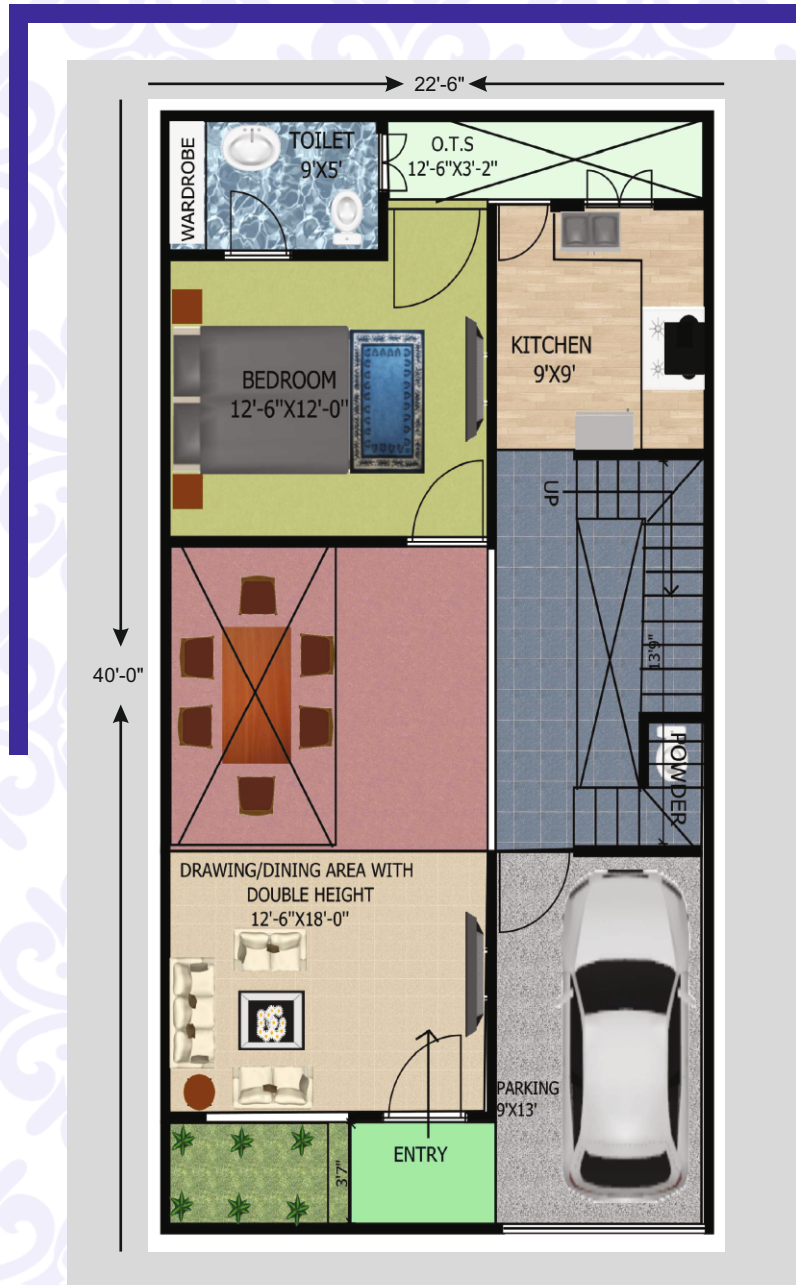 22'-6"
WARDROBE
TOILET
9'X5'
O.T.S
12'-6"X3'-2"
KITCHEN
9'X9'
BEDROOM
12'-6"X12'-0"
UP
13'9"
40'-0"
POWDER
DRAWING/DINING AREA WITH
DOUBLE HEIGHT
12'-6"X18'-0"
PARKING
9'X13'
ENTRY
3'7"